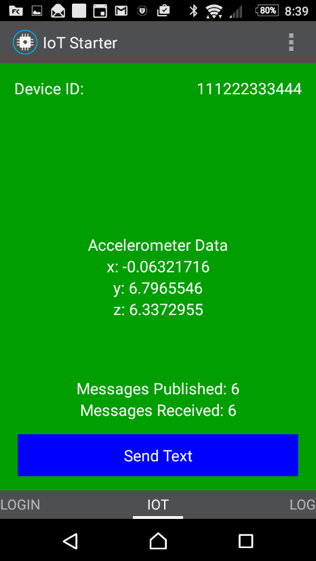 80% 8:39
IoT Starter
Device ID: 111222333444
Accelerometer Data
x: -0.06321716
y: 6.7965546
z: 6.3372955
Messages Published: 6
Messages Received: 6
Send Text
LOGIN IOT LOG